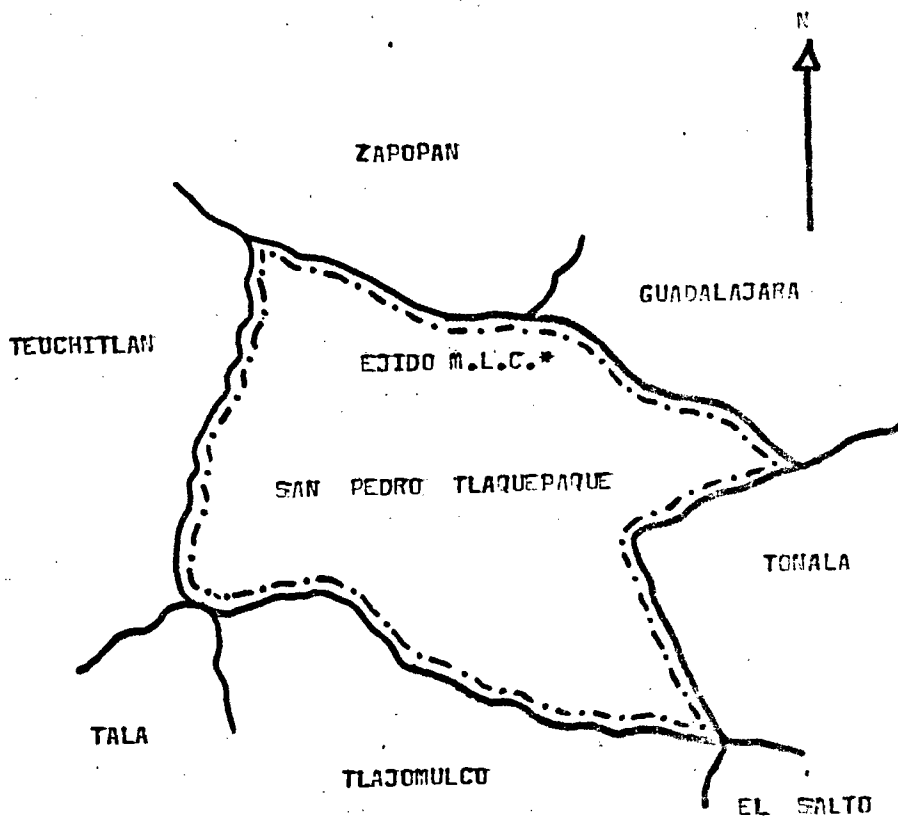 N
ZAPOPAN
GUADALAJARA
TEUCHITLAN
EJIDO M.L.C.*
SAN PEDRO TLAQUEPAQUE
TONALA
TALA
TLAJOMULCO
EL SALTO